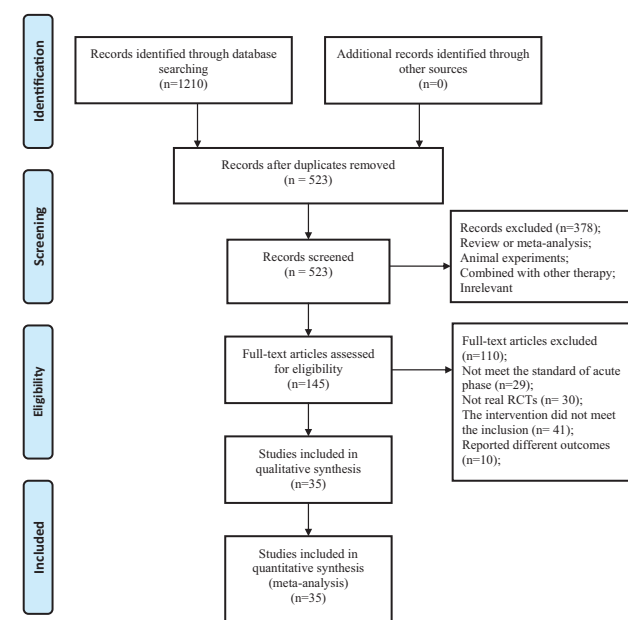 Identification
Records identified through database
searching
(n=1210)
Additional records identified through
other sources
(n=0)
Records after duplicates removed
(n = 523)
Screening
Records screened
(n = 523)
Records excluded (n=378)
Review or meta-analysis;
Animal experiments;
Combined with other therapy;
Inrelevant
Eligibility
Full-text articles assessed
for eligibility
(n=145)
Full-text articles excluded
(n=110);
Not meet the standard of acute
phase (n=29);
Not real RCTs (n= 30);
The intervention did not meet
the inclusion (n= 41);
Reported different outcomes
(n=10);
Studies included in
qualitative synthesis
(n=35)
Included
Studies included in
quantitative synthesis
(meta-analysis)
(n=35)